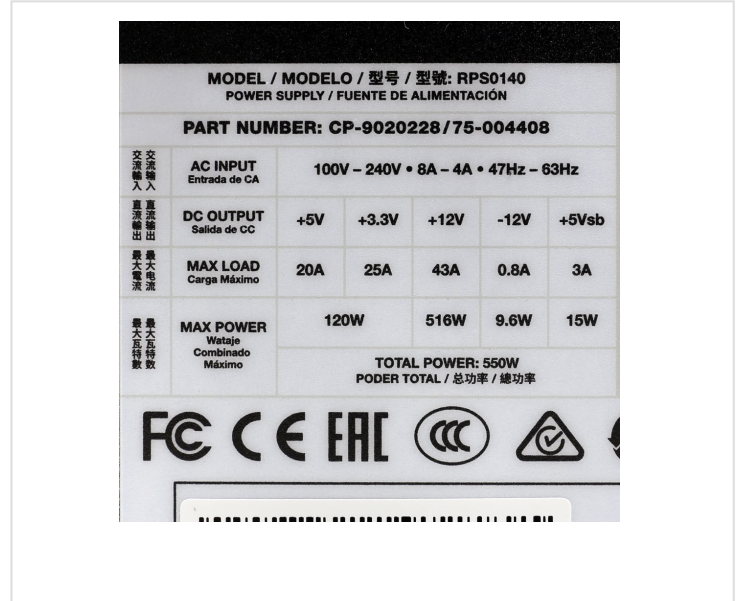 MODEL / MODELO / 型号 / 型號: RPS0140
POWER SUPPLY / FUENTE DE ALIMENTACIÓN
PART NUMBER: CP-9020228/75-004408
交流輸入 交流输入 AC INPUT 100V – 240V • 8A – 4A • 47Hz – 63Hz
Entrada de CA
直流輸出 直流输出 DC OUTPUT +5V +3.3V +12V -12V +5Vsb
Salida de CC
最大電流 最大电流 MAX LOAD 20A 25A 43A 0.8A 3A
Carga Máximo
最大瓦特數 最大瓦特数 MAX POWER 120W 516W 9.6W 15W
Wataje
Combinado
Máximo
TOTAL POWER: 550W
PODER TOTAL / 总功率 / 總功率
FC CE EAC CCC